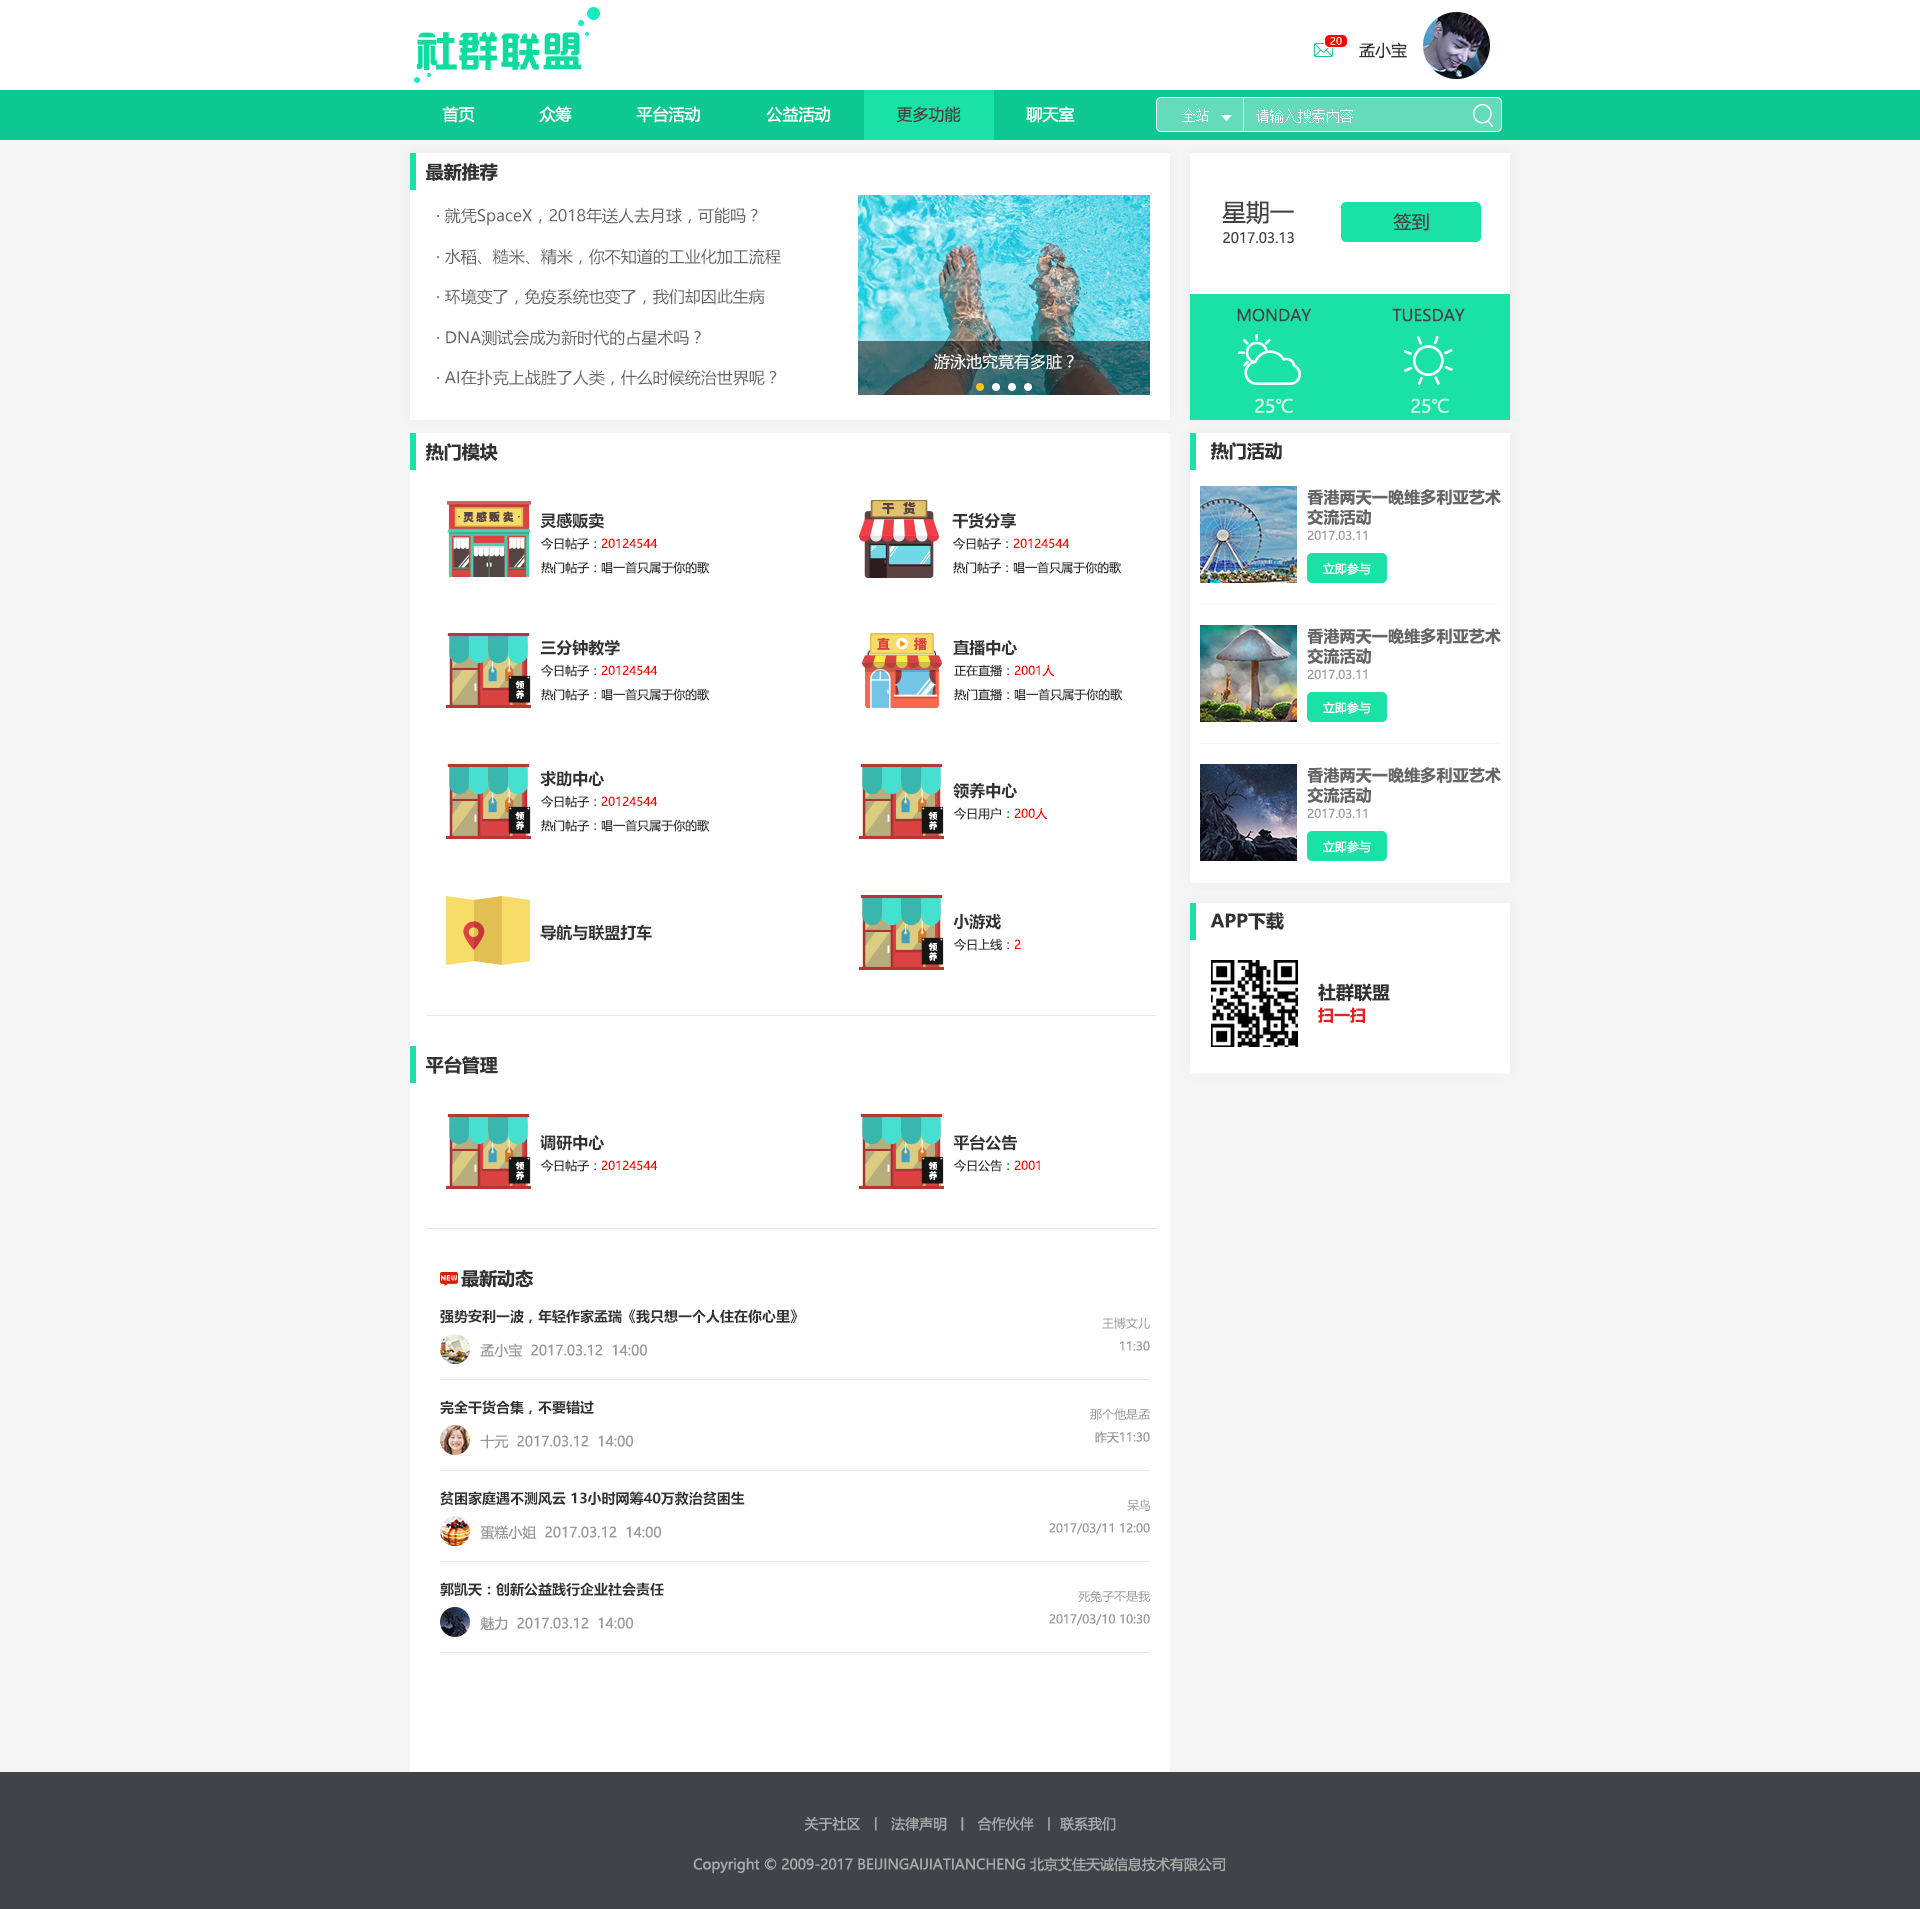 社群联盟
20
孟小宝
首页
众筹
平台活动
公益活动
更多功能
聊天室
全站
请输入搜索内容
最新推荐
· 就凭SpaceX，2018年送人去月球，可能吗？
· 水稻、糙米、精米，你不知道的工业化加工流程
· 环境变了，免疫系统也变了，我们却因此生病
· DNA测试会成为新时代的占星术吗？
· AI在扑克上战胜了人类，什么时候统治世界呢？
游泳池究竟有多脏？
星期一
2017.03.13
签到
MONDAY
TUESDAY
25℃
25℃
热门模块
灵感贩卖
灵感贩卖
今日帖子：20124544
热门帖子：唱一首只属于你的歌
干货
干货分享
今日帖子：20124544
热门帖子：唱一首只属于你的歌
领养
三分钟教学
今日帖子：20124544
热门帖子：唱一首只属于你的歌
直播
直播中心
正在直播：2001人
热门直播：唱一首只属于你的歌
领养
求助中心
今日帖子：20124544
热门帖子：唱一首只属于你的歌
领养
领养中心
今日用户：200人
导航与联盟打车
领养
小游戏
今日上线：2
热门活动
香港两天一晚维多利亚艺术
交流活动
2017.03.11
立即参与
香港两天一晚维多利亚艺术
交流活动
2017.03.11
立即参与
香港两天一晚维多利亚艺术
交流活动
2017.03.11
立即参与
APP下载
社群联盟
扫一扫
平台管理
领养
调研中心
今日帖子：20124544
领养
平台公告
今日公告：2001
NEW 最新动态
强势安利一波，年轻作家孟瑞《我只想一个人住在你心里》
孟小宝 2017.03.12 14:00
王博文儿
11:30
完全干货合集，不要错过
十元 2017.03.12 14:00
那个他是孟
昨天11:30
贫困家庭遇不测风云 13小时网筹40万救治贫困生
蛋糕小姐 2017.03.12 14:00
呆鸟
2017/03/11 12:00
郭凯天：创新公益践行企业社会责任
魅力 2017.03.12 14:00
死兔子不是我
2017/03/10 10:30
关于社区 | 法律声明 | 合作伙伴 | 联系我们
Copyright © 2009-2017 BEIJINGAIJIATIANCHENG 北京艾佳天诚信息技术有限公司